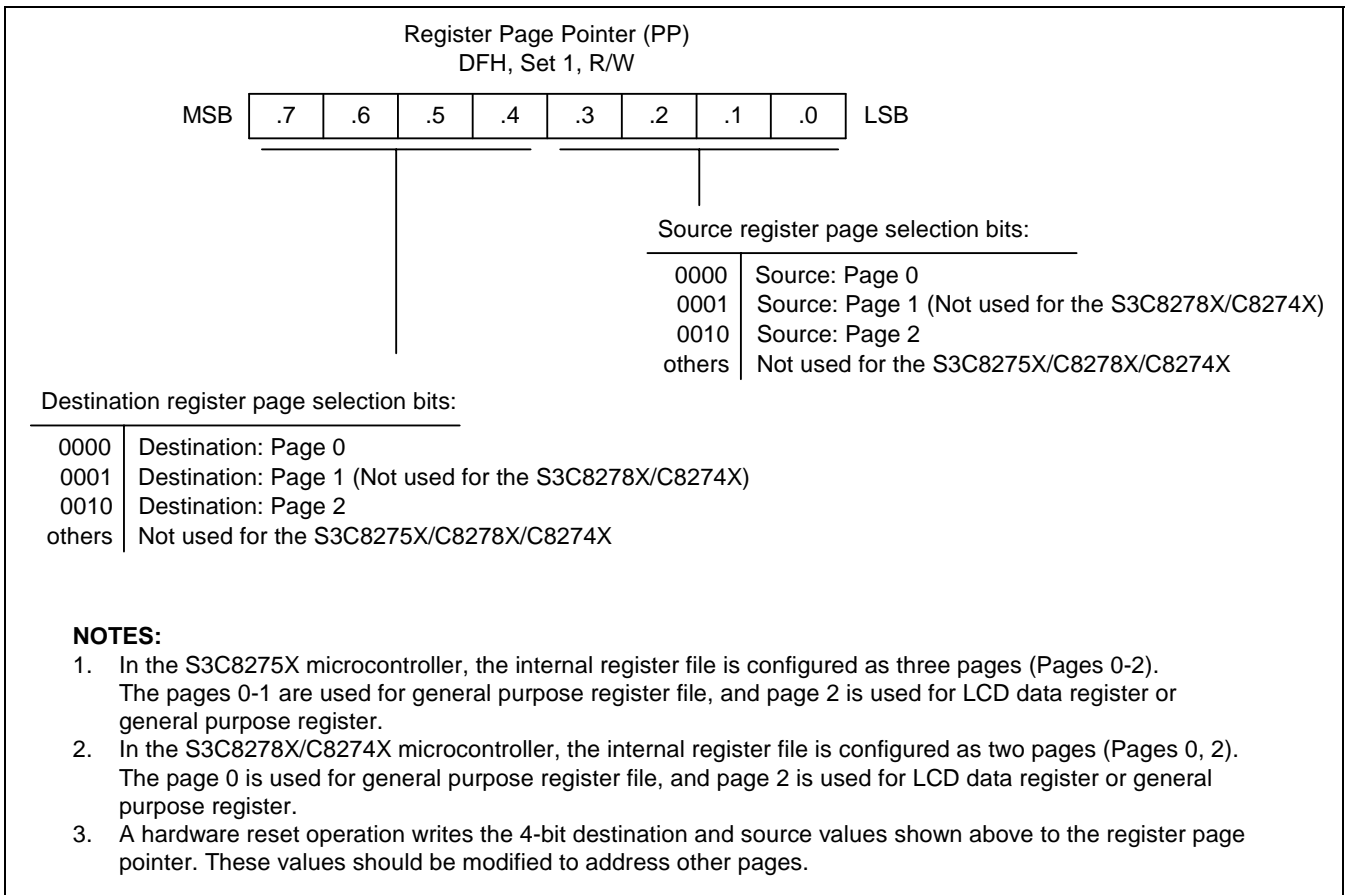 Register Page Pointer (PP)
DFH, Set 1, R/W
MSB .7 .6 .5 .4 .3 .2 .1 .0 LSB
Source register page selection bits:
0000 Source: Page 0
0001 Source: Page 1 (Not used for the S3C8278X/C8274X)
0010 Source: Page 2
others Not used for the S3C8275X/C8278X/C8274X
Destination register page selection bits:
0000 Destination: Page 0
0001 Destination: Page 1 (Not used for the S3C8278X/C8274X)
0010 Destination: Page 2
others Not used for the S3C8275X/C8278X/C8274X
NOTES:
1. In the S3C8275X microcontroller, the internal register file is configured as three pages (Pages 0-2).
The pages 0-1 are used for general purpose register file, and page 2 is used for LCD data register or
general purpose register.
2. In the S3C8278X/C8274X microcontroller, the internal register file is configured as two pages (Pages 0, 2).
The page 0 is used for general purpose register file, and page 2 is used for LCD data register or general
purpose register.
3. A hardware reset operation writes the 4-bit destination and source values shown above to the register page
pointer. These values should be modified to address other pages.